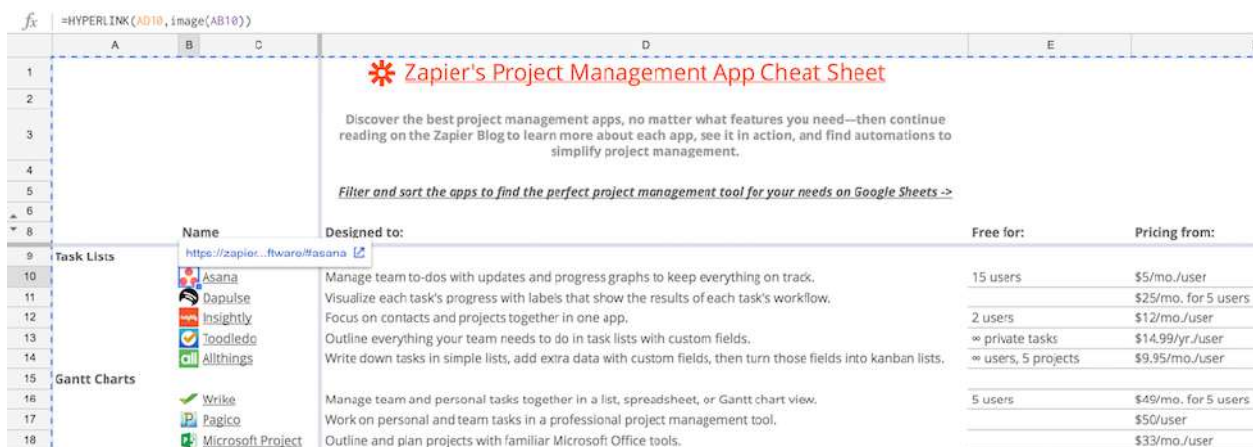 fx =HYPERLINK(AD10,image(AB10))
A B C D E
1 Zapier's Project Management App Cheat Sheet
2
Discover the best project management apps, no matter what features you need—then continue
3 reading on the Zapier Blog to learn more about each app, see it in action, and find automations to
simplify project management.
4
5 Filter and sort the apps to find the perfect project management tool for your needs on Google Sheets ->
6
8 Name Designed to: Free for: Pricing from:
https://zapier...ftware/#asana
9 Task Lists
10 Asana Manage team to-dos with updates and progress graphs to keep everything on track. 15 users $5/mo./user
11 Dapulse Visualize each task's progress with labels that show the results of each task's workflow. $25/mo. for 5 users
12 Insightly Focus on contacts and projects together in one app. 2 users $12/mo./user
13 Toodledo Outline everything your team needs to do in task lists with custom fields. ∞ private tasks $14.99/yr./user
14 all Allthings Write down tasks in simple lists, add extra data with custom fields, then turn those fields into kanban lists. ∞ users, 5 projects $9.95/mo./user
15 Gantt Charts
16 Wrike Manage team and personal tasks together in a list, spreadsheet, or Gantt chart view. 5 users $49/mo. for 5 users
17 Pagico Work on personal and team tasks in a professional project management tool. $50/user
18 Microsoft Project Outline and plan projects with familiar Microsoft Office tools. $33/mo./user